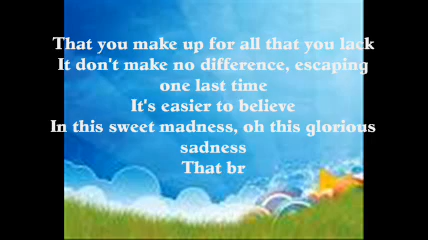 That you make up for all that you lack
It don't make no difference, escaping
one last time
It's easier to believe
In this sweet madness, oh this glorious
sadness
That br